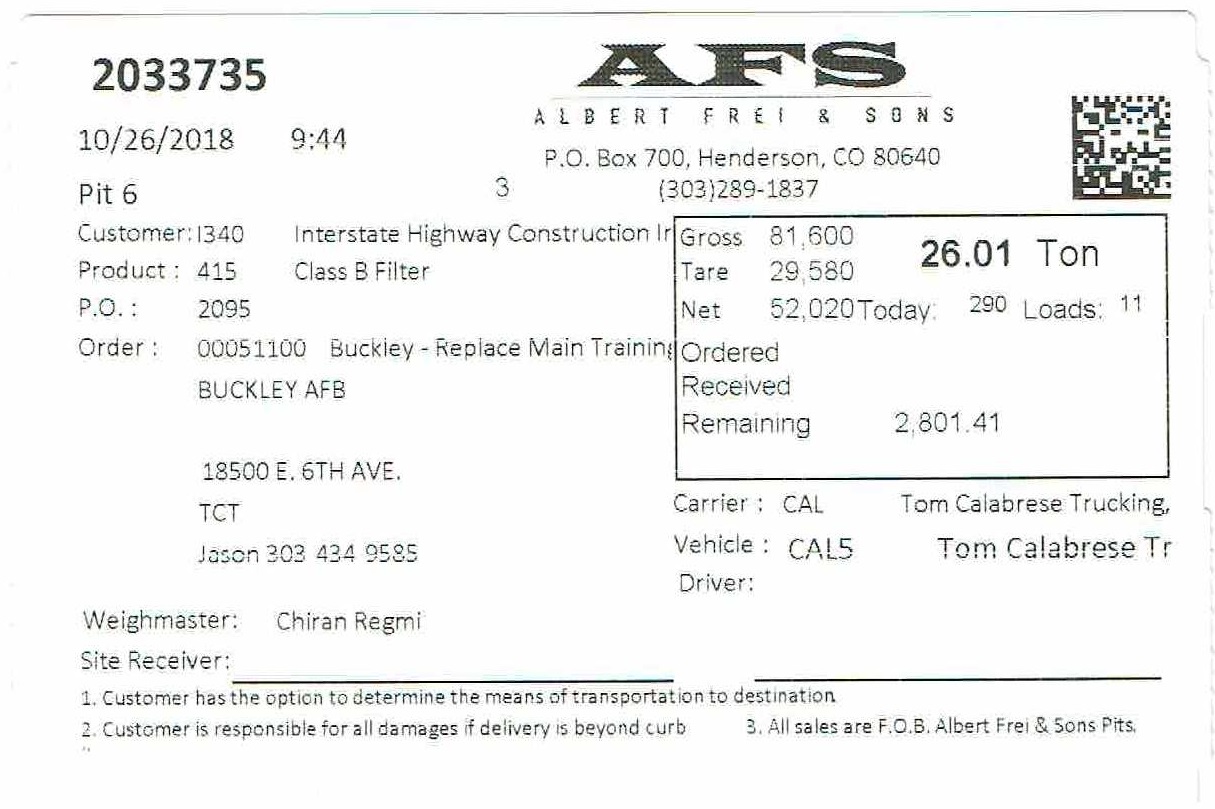 2033735
AFS
ALBERT FREI & SONS
10/26/2018 9:44
P.O. Box 700, Henderson, CO 80640
Pit 6 3 (303)289-1837
Customer: I340 Interstate Highway Construction Ir
Product : 415 Class B Filter
P.O. : 2095
Order : 00051100 Buckley - Replace Main Training
BUCKLEY AFB
18500 E. 6TH AVE.
TCT
Jason 303 434 9585
Gross 81,600 26.01 Ton
Tare 29,580
Net 52,020 Today: 290 Loads: 11
Ordered
Received
Remaining 2,801.41
Carrier : CAL Tom Calabrese Trucking,
Vehicle : CAL5 Tom Calabrese Tr
Driver:
Weighmaster: Chiran Regmi
Site Receiver:
1. Customer has the option to determine the means of transportation to destination
2. Customer is responsible for all damages if delivery is beyond curb 3. All sales are F.O.B. Albert Frei & Sons Pits.